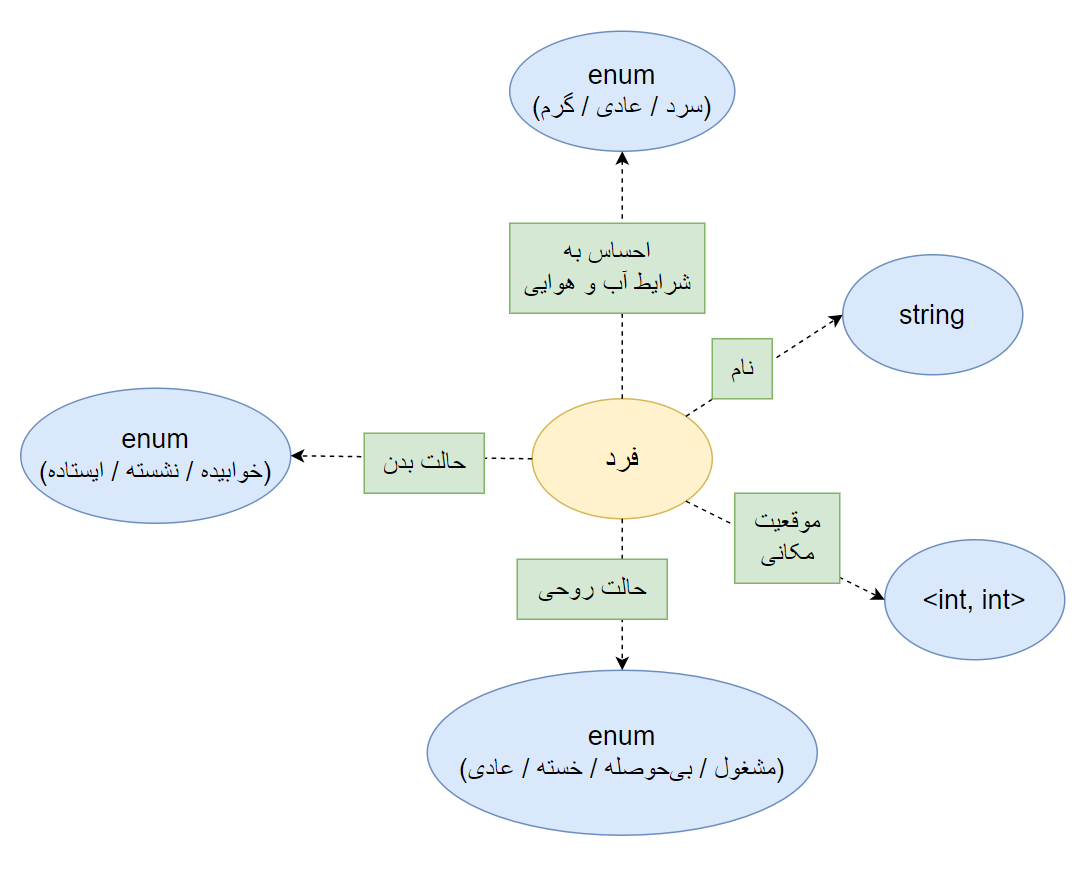 enum
(سرد / عادی / گرم)
احساس به
شرایط آب و هوایی
string
نام
enum
(خوابیده / نشسته / ایستاده)
حالت بدن
فرد
موقعیت
مکانی
حالت روحی
<int, int>
enum
(مشغول / بی‌حوصله / خسته / عادی)